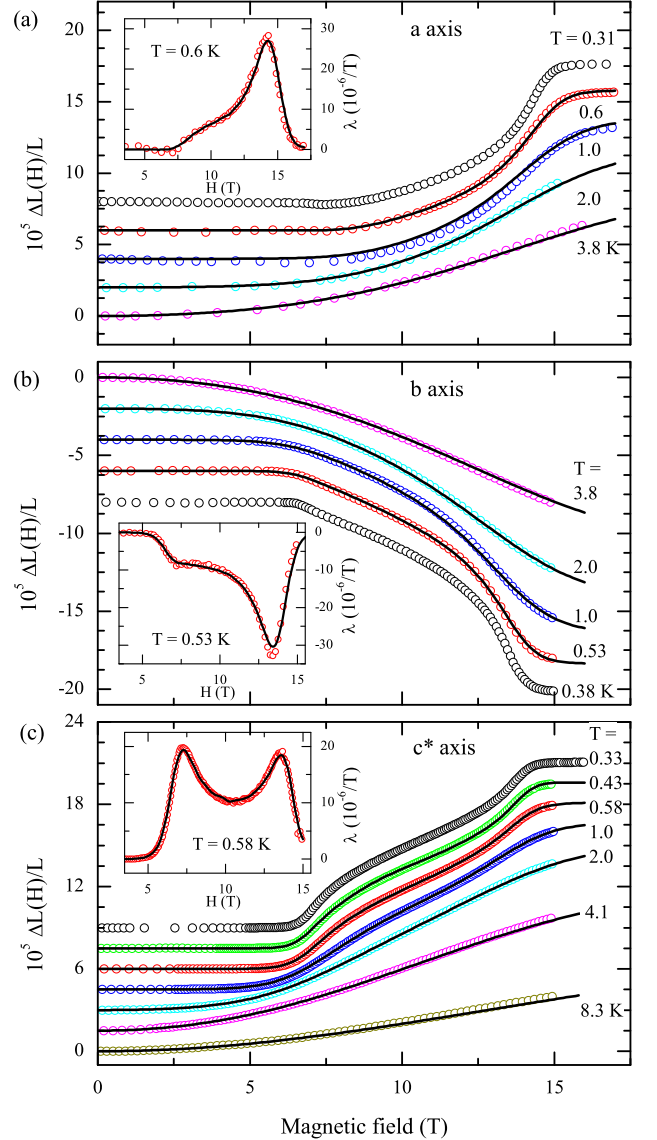 (a)
a axis
T = 0.31
0.6
1.0
2.0
3.8 K
10⁵ ΔL(H)/L
20
15
10
5
0
T = 0.6 K
30
20
10
0
λ (10⁻⁶/T)
5
10
15
H (T)
(b)
b axis
T =
3.8
2.0
1.0
0.53
0.38 K
10⁵ ΔL(H)/L
0
-5
-10
-15
-20
T = 0.53 K
0
-10
-20
-30
λ (10⁻⁶/T)
5
10
15
H (T)
(c)
c* axis
T =
0.33
0.43
0.58
1.0
2.0
4.1
8.3 K
10⁵ ΔL(H)/L
24
18
12
6
0
T = 0.58 K
20
10
0
λ (10⁻⁶/T)
5
10
15
H (T)
0
5
10
15
Magnetic field (T)